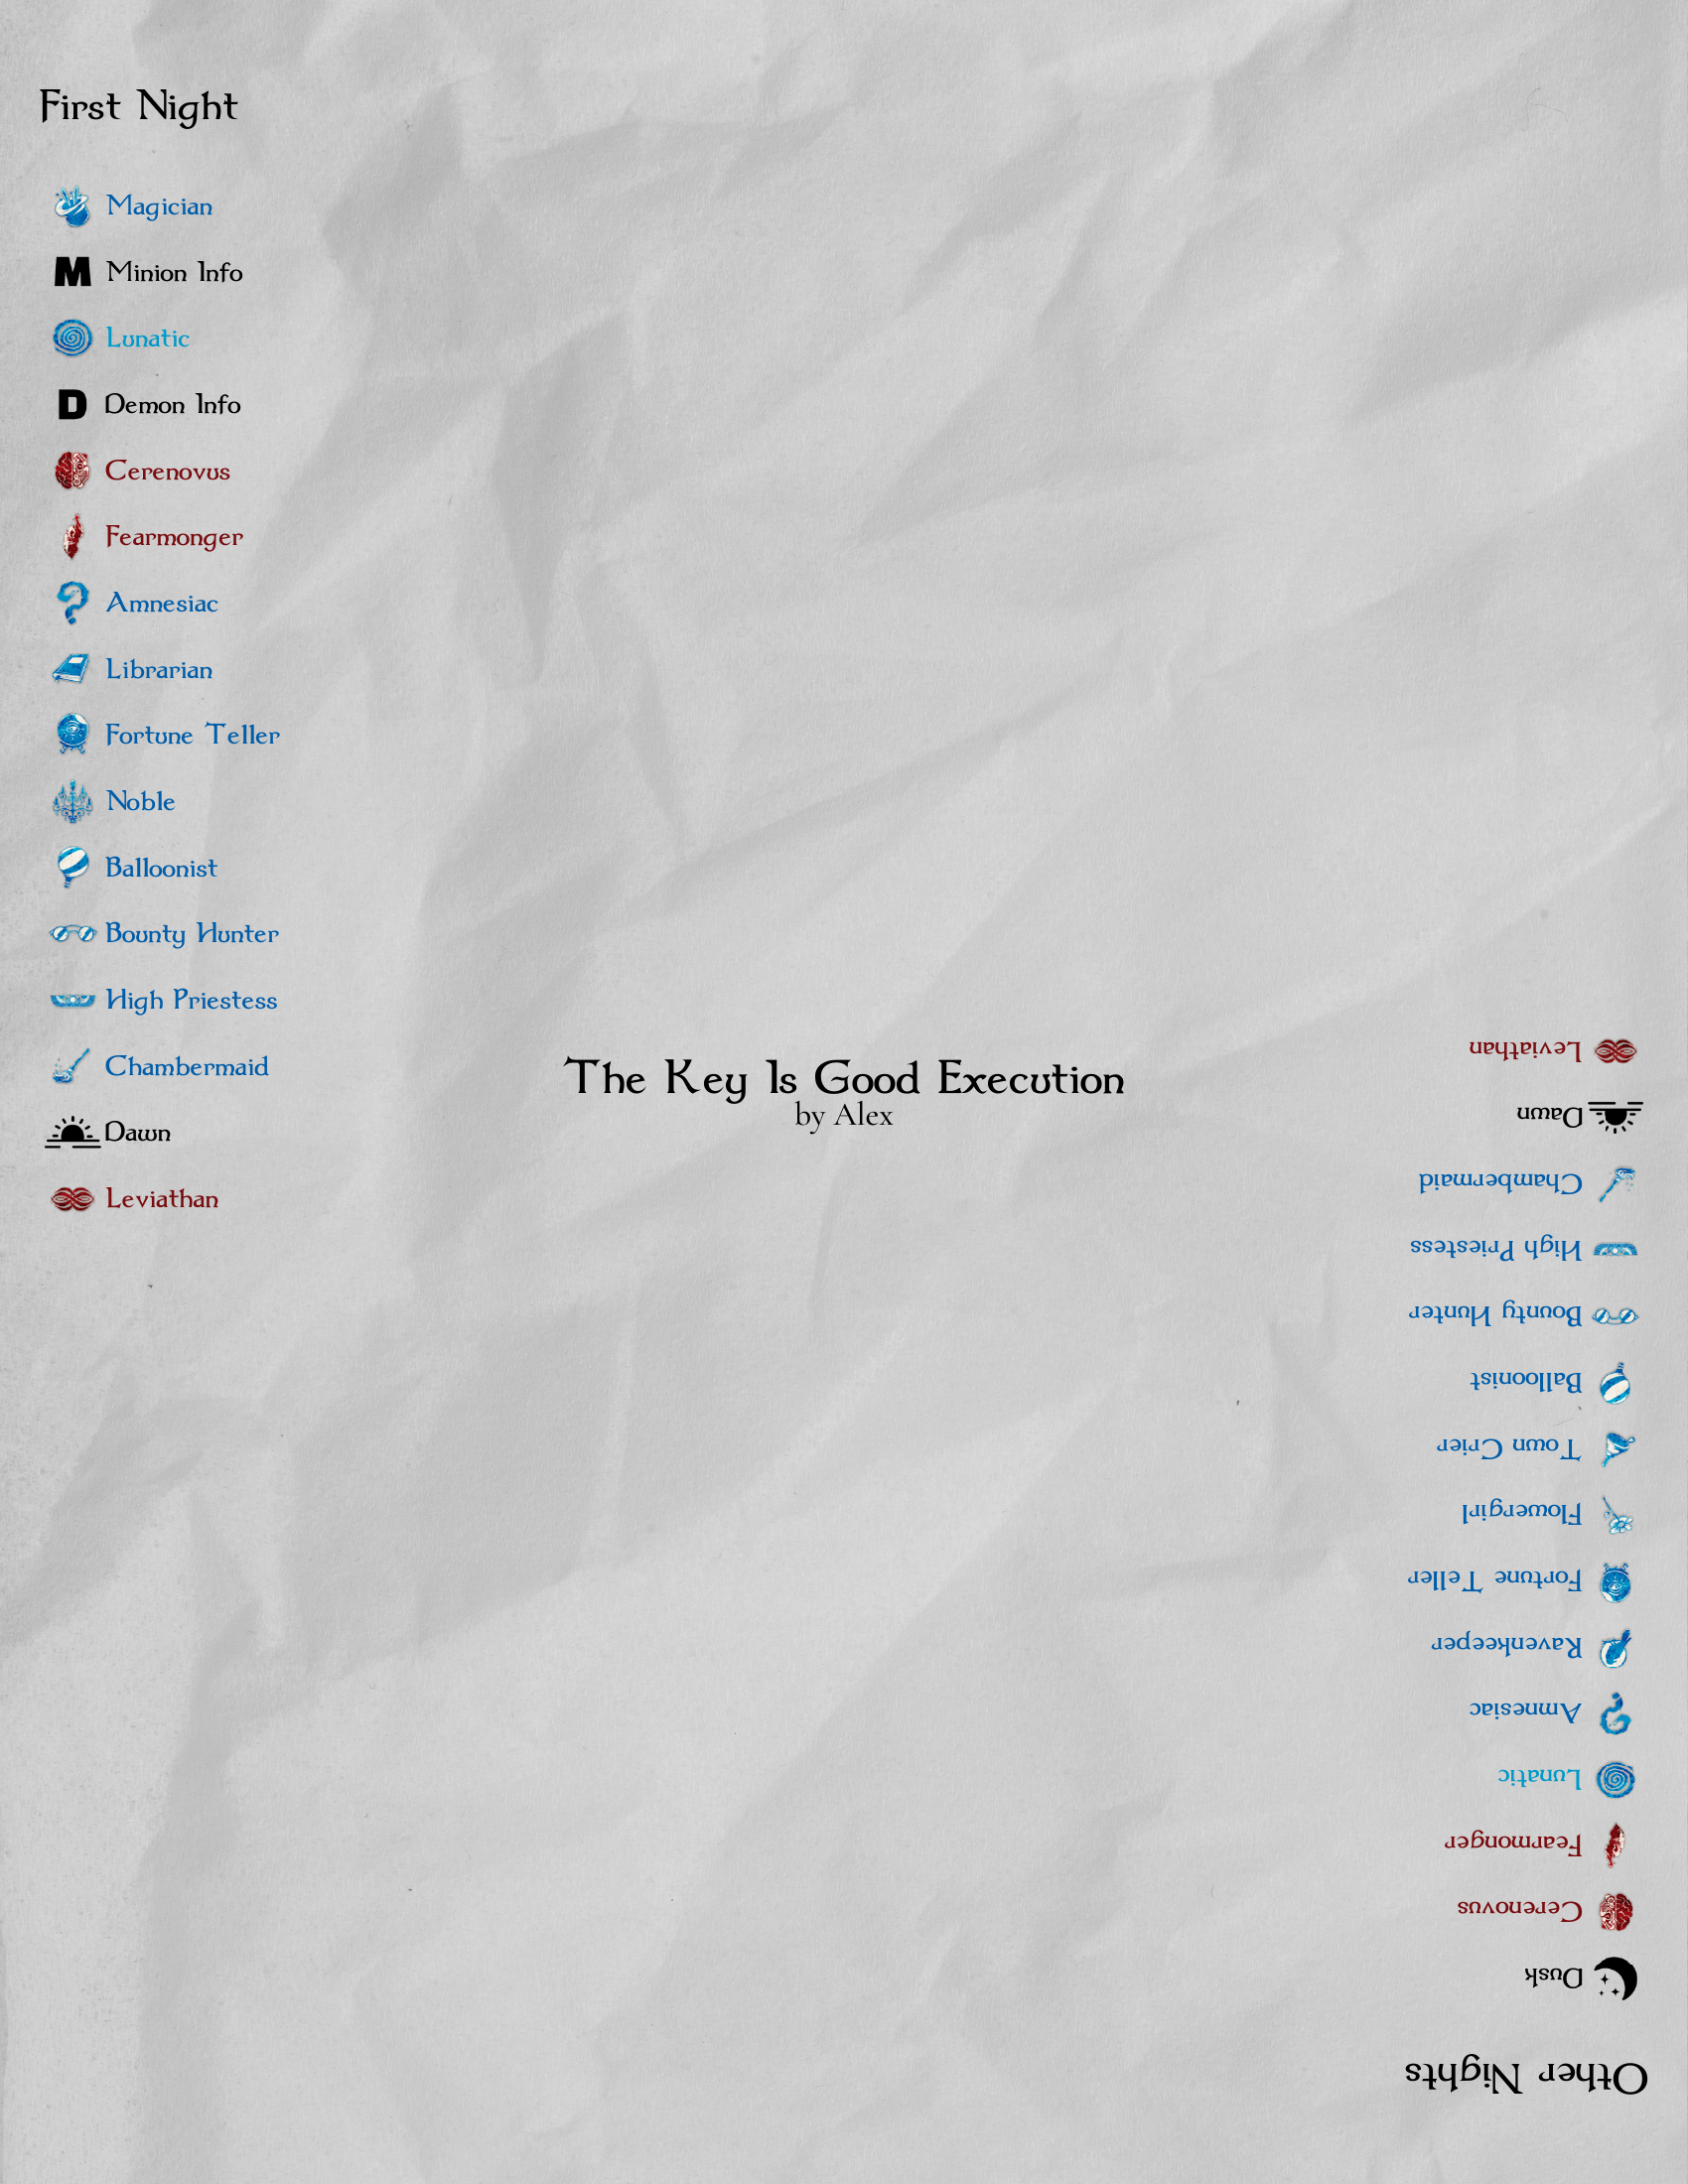 First Night
Magician
M Minion Info
Lunatic
D Demon Info
Cerenovus
Fearmonger
Amnesiac
Librarian
Fortune Teller
Noble
Balloonist
Bounty Hunter
High Priestess
Chambermaid
Dawn
Leviathan
The Key Is Good Execution
by Alex
Other Nights
Dusk
Cerenovus
Fearmonger
Lunatic
Amnesiac
Ravenkeeper
Fortune Teller
Flowergirl
Town Crier
Balloonist
Bounty Hunter
High Priestess
Chambermaid
Dawn
Leviathan